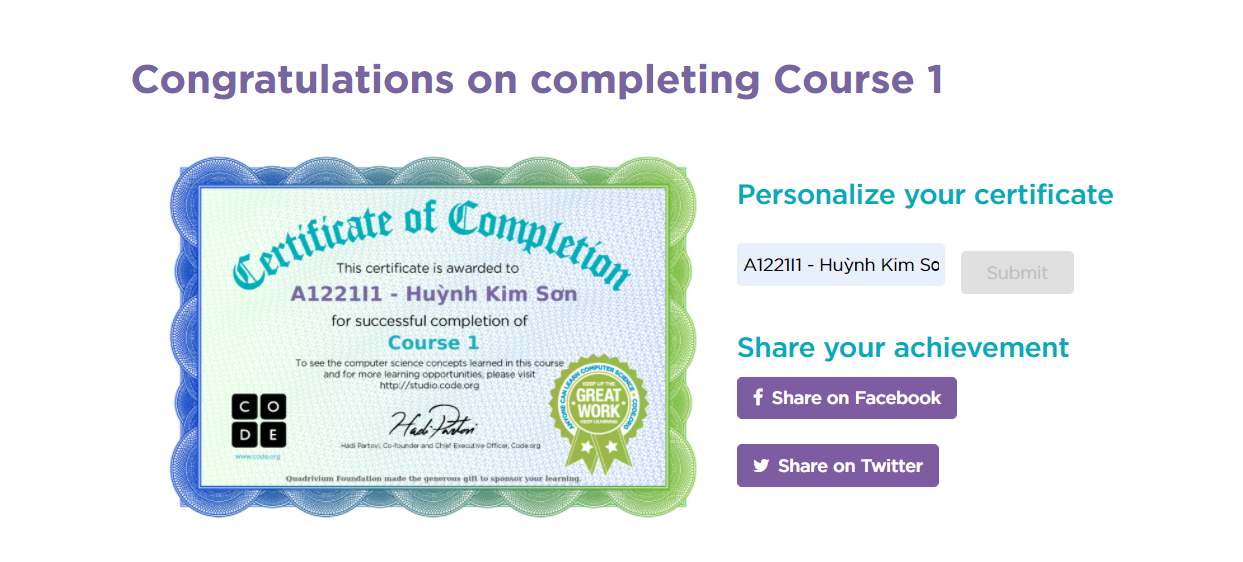 Congratulations on completing Course 1
Certificate of Completion
This certificate is awarded to
A1221I1 - Huỳnh Kim Sơn
for successful completion of
Course 1
To see the computer science concepts learned in this course
and for more learning opportunities, please visit
http://studio.code.org
C O
D E
www.code.org
Hadi Partovi
Hadi Partovi, Co-founder and Chief Executive Officer, Code.org
ANYONE CAN LEARN COMPUTER SCIENCE • CODE.ORG
KEEP UP THE
GREAT
WORK
KEEP LEARNING
Quadrivium Foundation made the generous gift to sponsor your learning.
Personalize your certificate
A1221I1 - Huỳnh Kim Sơ
Submit
Share your achievement
f Share on Facebook
Share on Twitter